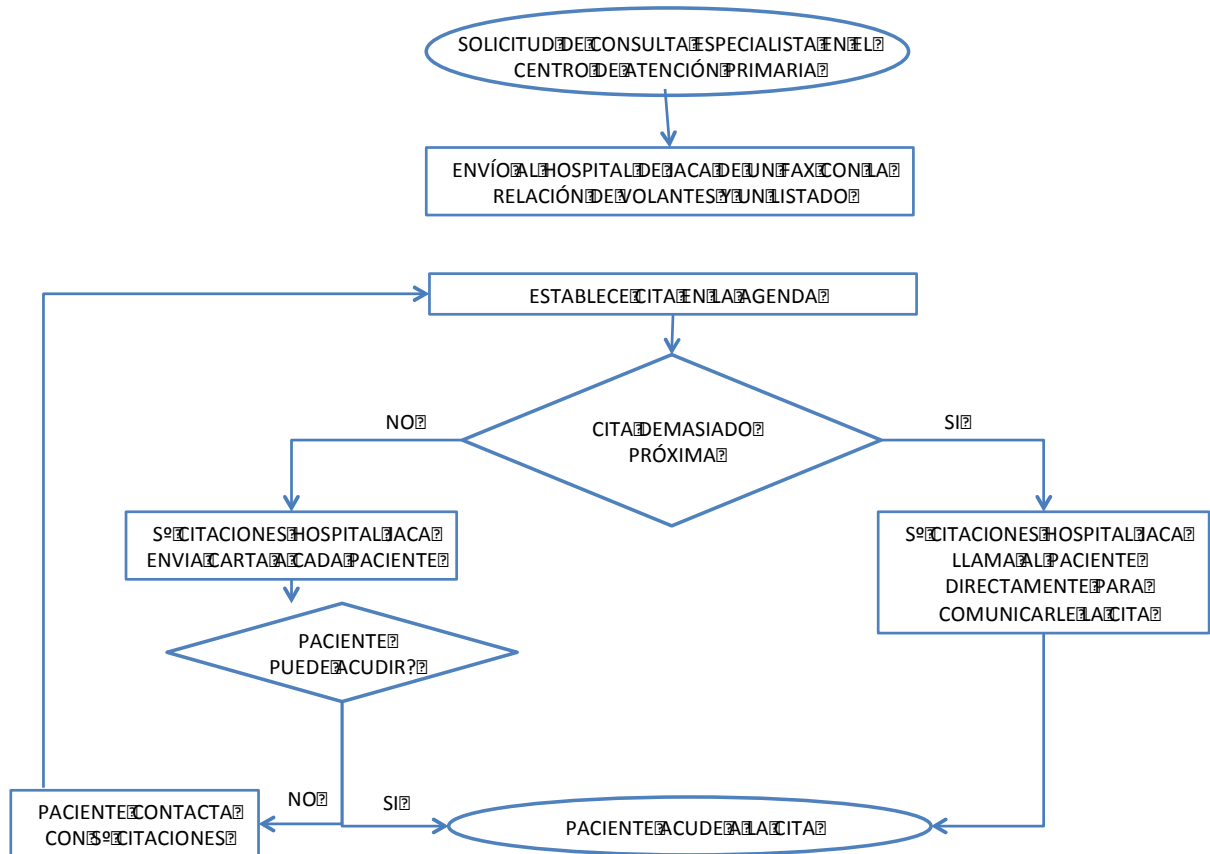 SOLICITUD DE CONSULTA ESPECIALISTA EN EL
CENTRO DE ATENCIÓN PRIMARIA
ENVÍO AL HOSPITAL DE JACA DE UN FAX CON LA
RELACIÓN DE VOLANTES Y UN LISTADO
ESTABLECE CITA EN LA AGENDA
CITA DEMASIADO
PRÓXIMA
NO
SI
Sº CITACIONES HOSPITAL JACA
ENVIA CARTA A CADA PACIENTE
Sº CITACIONES HOSPITAL JACA
LLAMA AL PACIENTE
DIRECTAMENTE PARA
COMUNICARLE LA CITA
PACIENTE
PUEDE ACUDIR?
NO
SI
PACIENTE CONTACTA
CON Sº CITACIONES
PACIENTE ACUDE A LA CITA